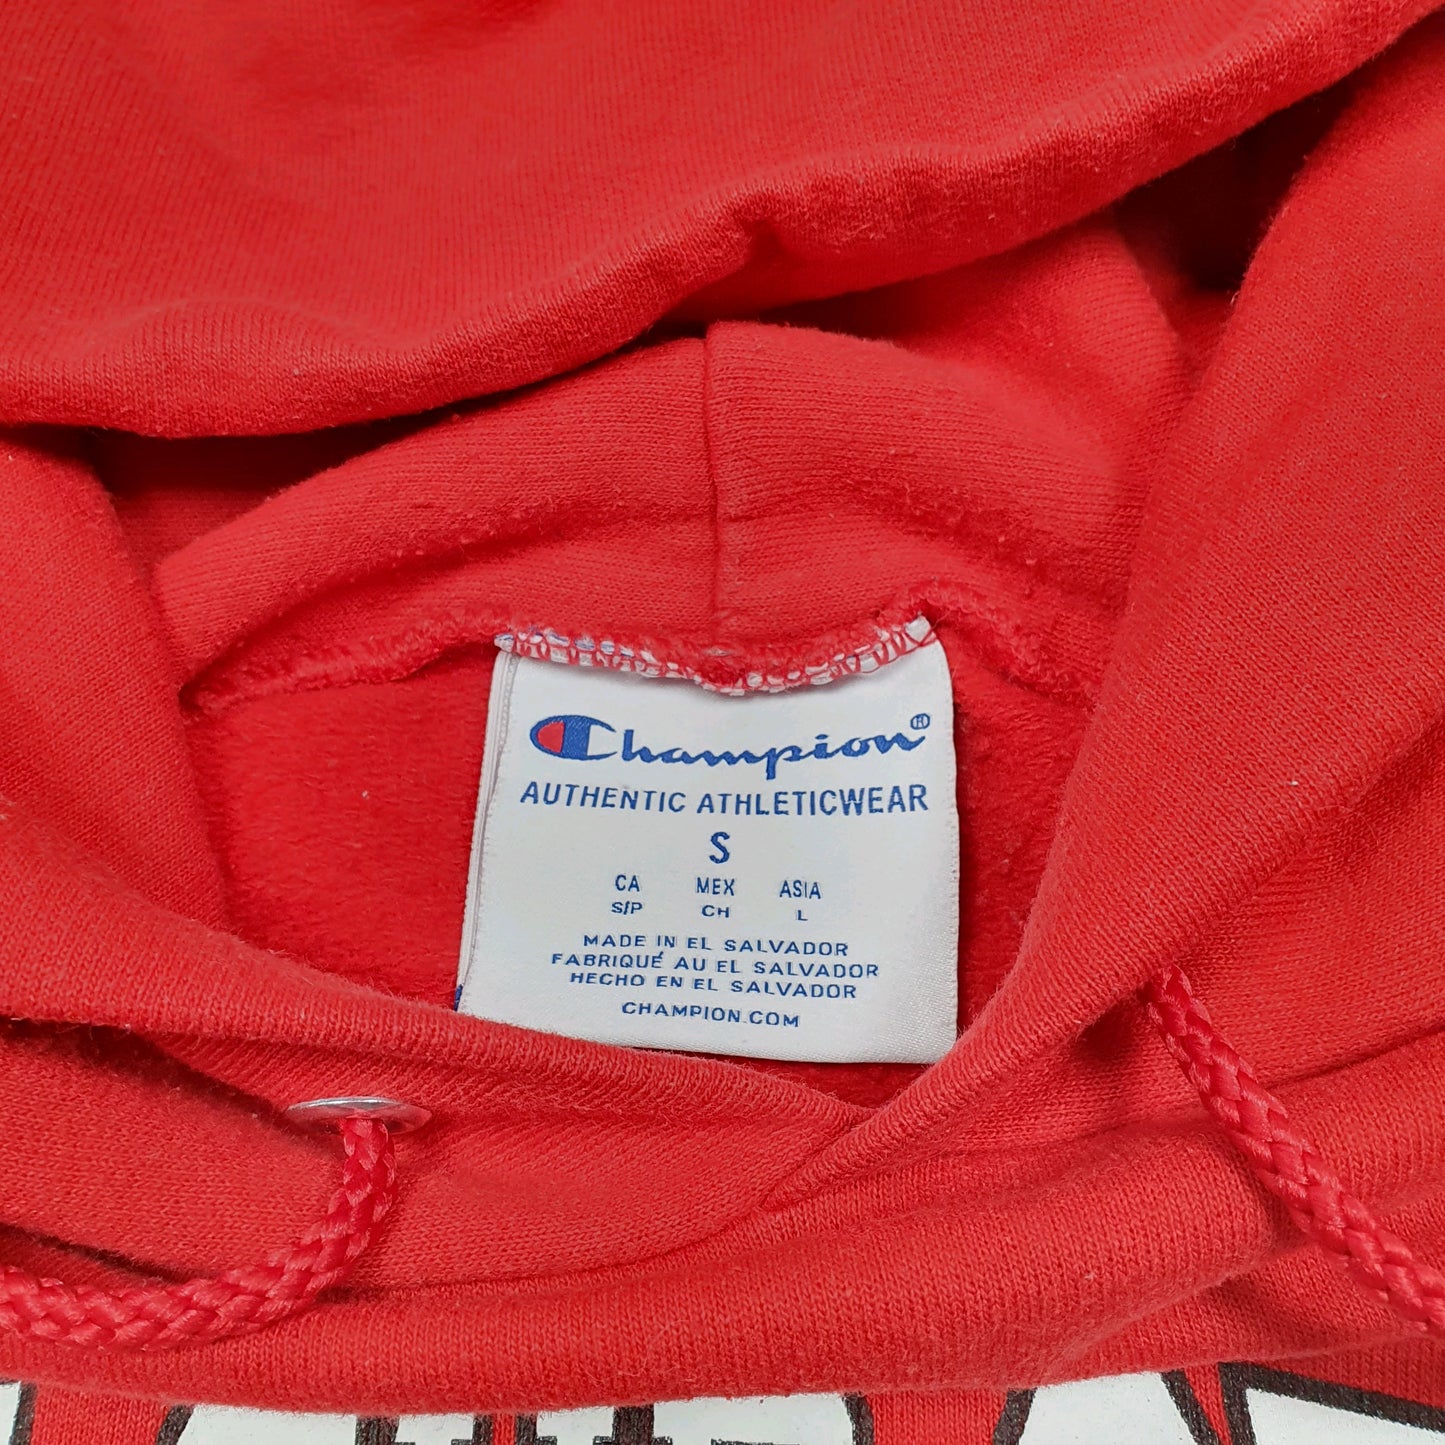 Champion®
AUTHENTIC ATHLETICWEAR
S
CA MEX ASIA
S/P CH L
MADE IN EL SALVADOR
FABRIQUÉ AU EL SALVADOR
HECHO EN EL SALVADOR
CHAMPION.COM